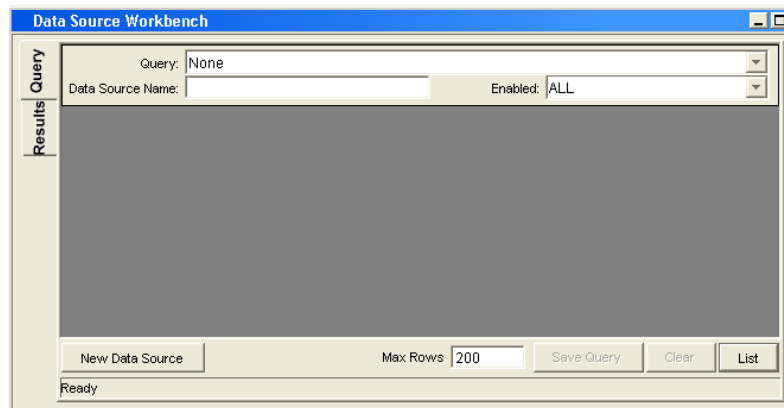 Data Source Workbench
Query
Results
Query: None
Data Source Name: Enabled: ALL
New Data Source Max Rows 200 Save Query Clear List
Ready